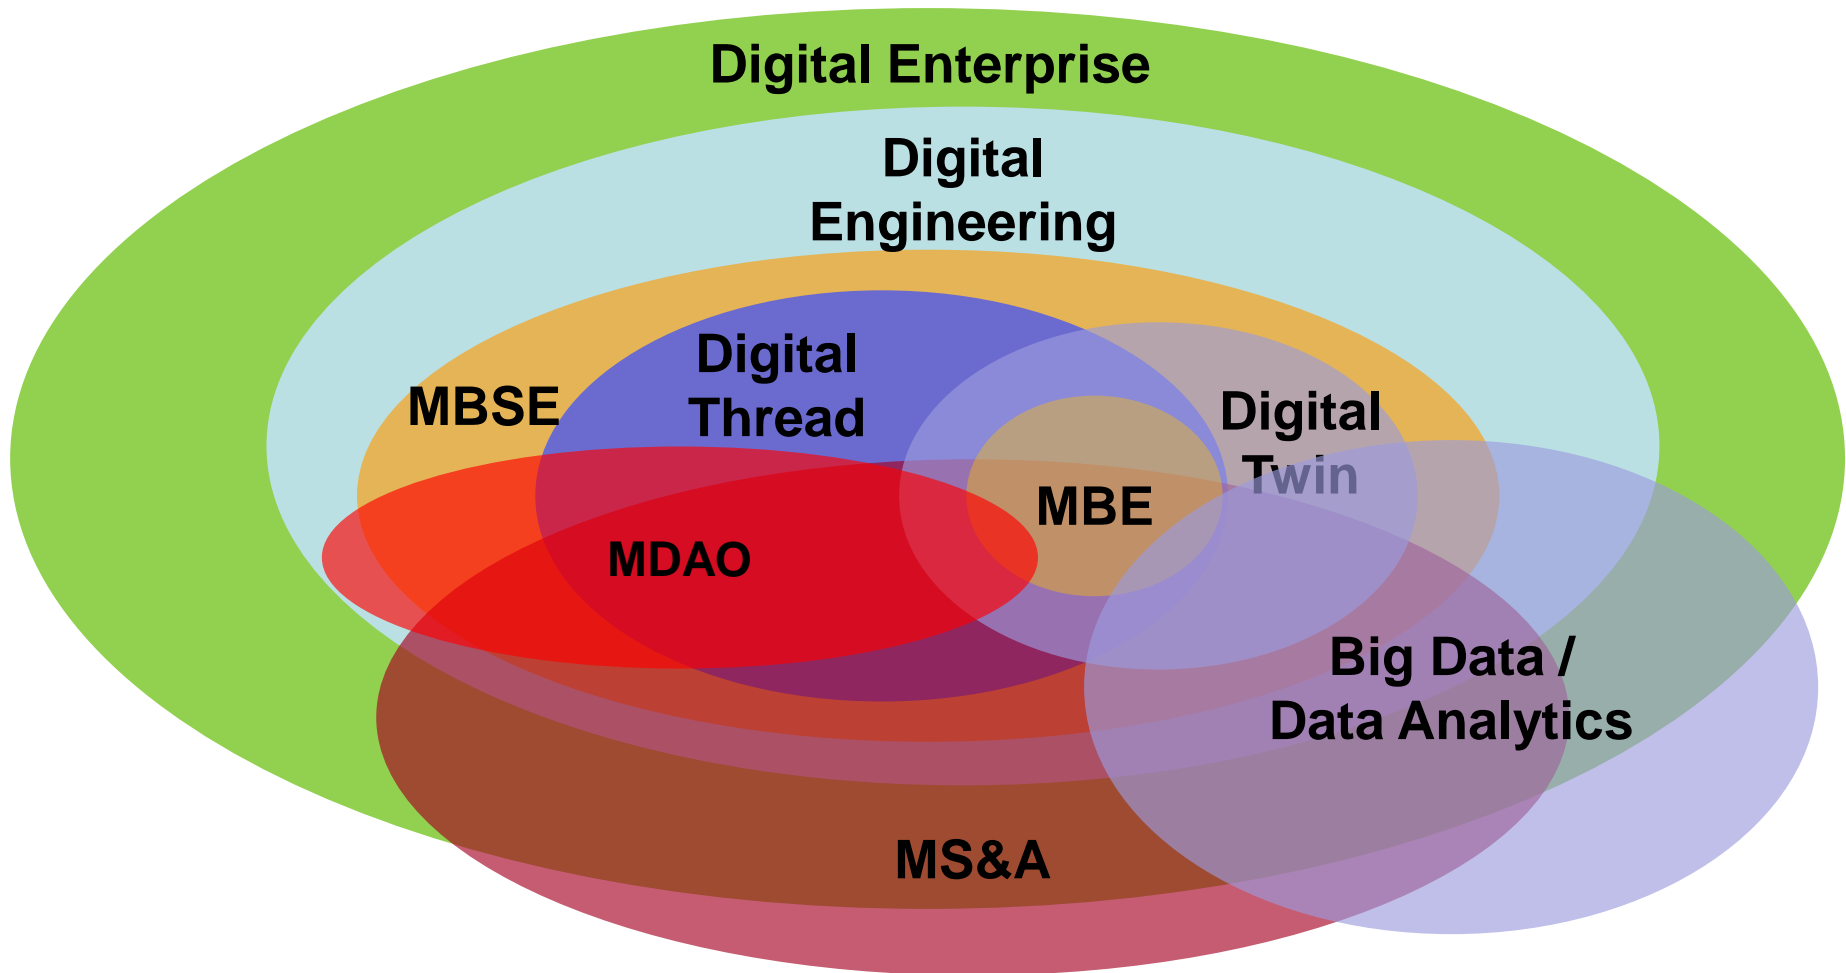 Digital Enterprise
Digital
Engineering
Digital
Thread
MBSE
Digital
Twin
MBE
MDAO
Big Data /
Data Analytics
MS&A